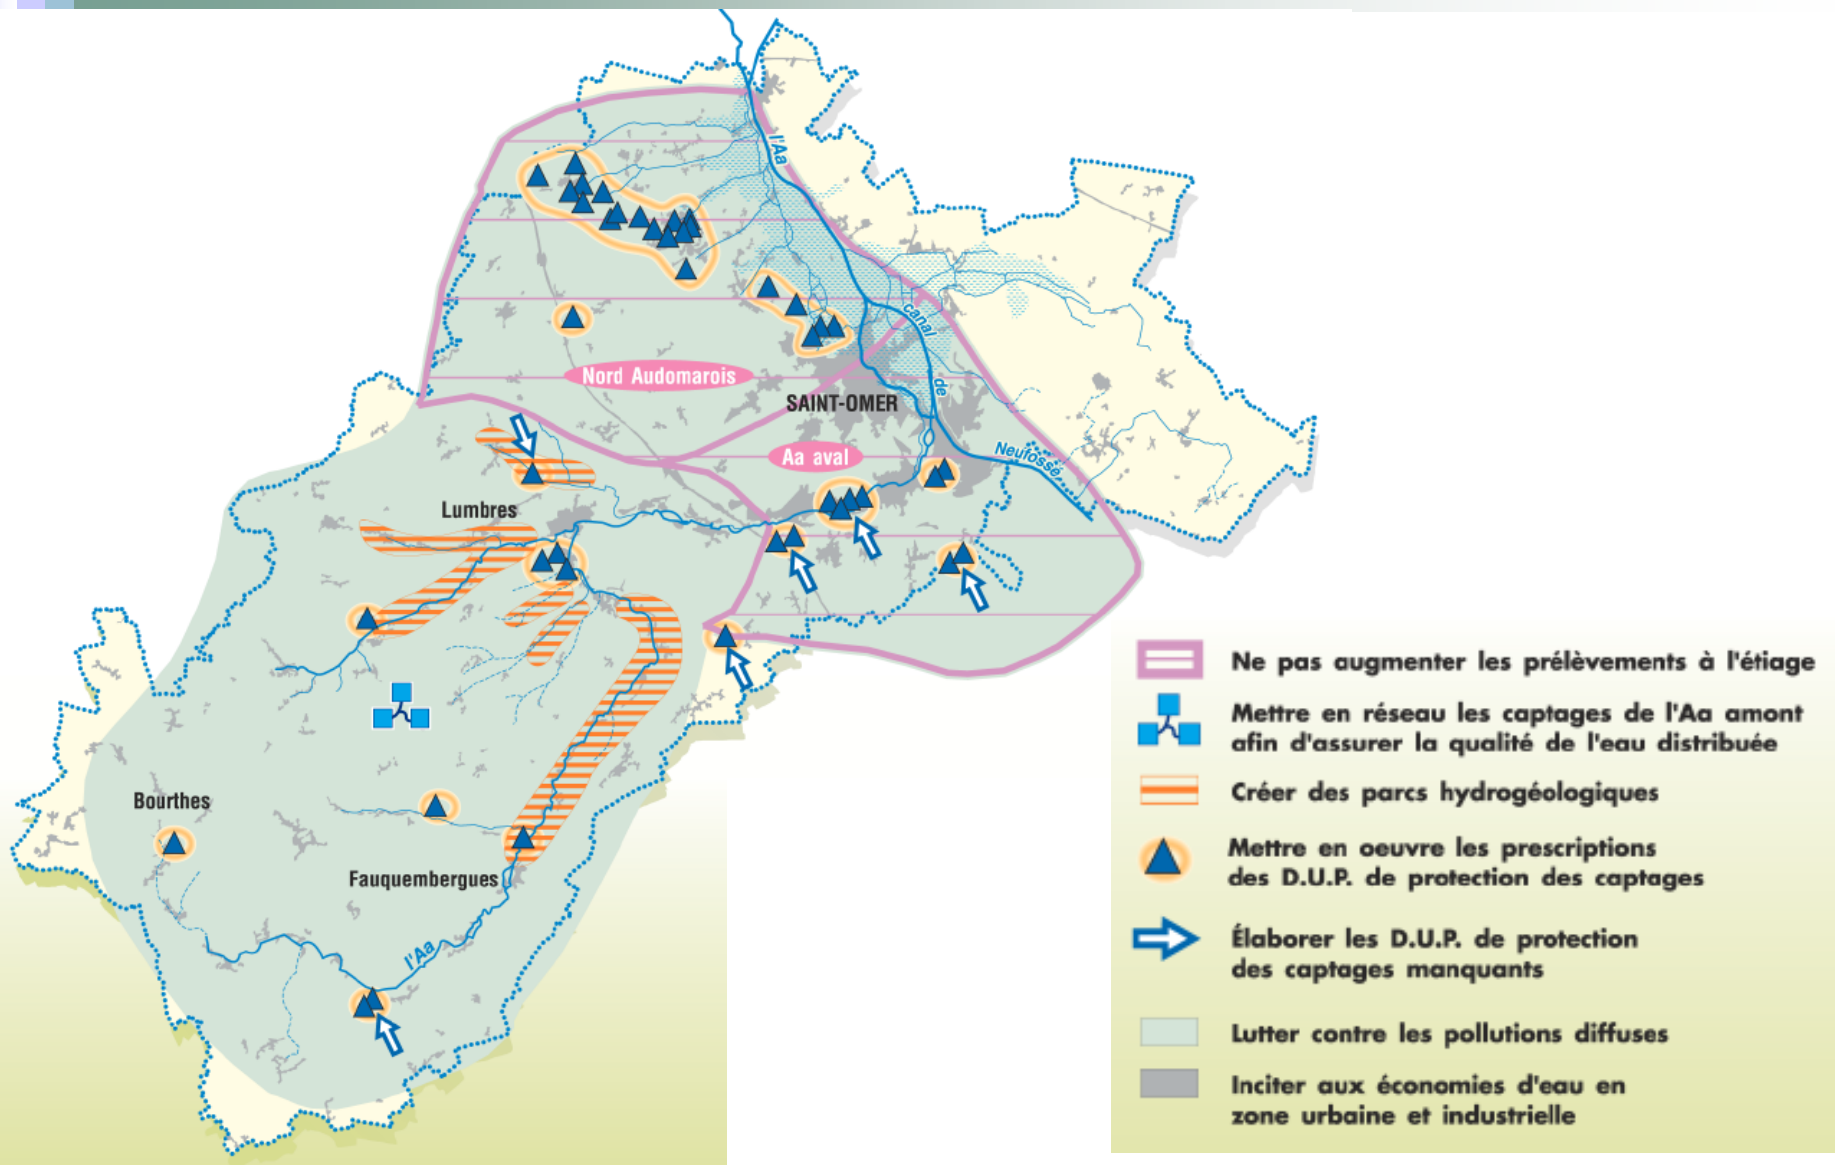 l'Aa
canal
de
Neufossé
Nord Audomarois
SAINT-OMER
Aa aval
Lumbres
Bourthes
Fauquembergues
l'Aa
Ne pas augmenter les prélèvements à l'étiage
Mettre en réseau les captages de l'Aa amont
afin d'assurer la qualité de l'eau distribuée
Créer des parcs hydrogéologiques
Mettre en oeuvre les prescriptions
des D.U.P. de protection des captages
Élaborer les D.U.P. de protection
des captages manquants
Lutter contre les pollutions diffuses
Inciter aux économies d'eau en
zone urbaine et industrielle